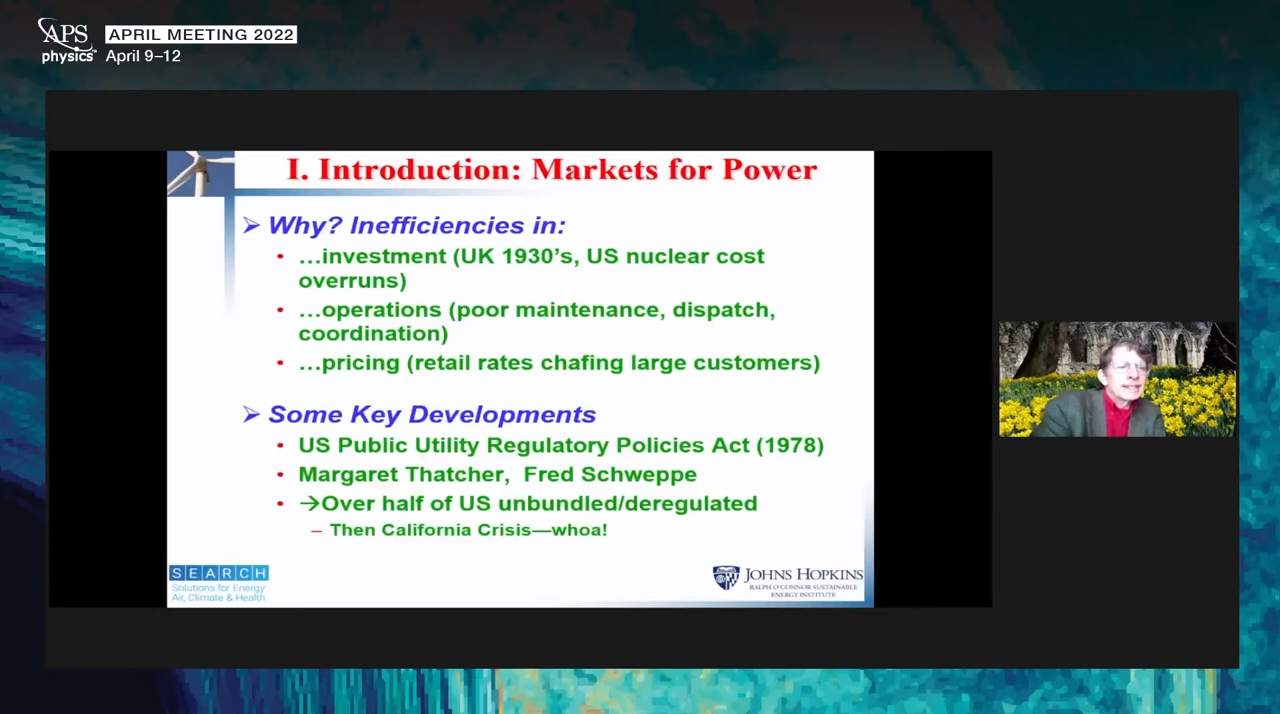 APS
physics™
APRIL MEETING 2022
April 9–12
I. Introduction: Markets for Power
➢ Why? Inefficiencies in:
• …investment (UK 1930's, US nuclear cost
overruns)
• …operations (poor maintenance, dispatch,
coordination)
• …pricing (retail rates chafing large customers)
➢ Some Key Developments
• US Public Utility Regulatory Policies Act (1978)
• Margaret Thatcher, Fred Schweppe
• →Over half of US unbundled/deregulated
– Then California Crisis—whoa!
SEARCH
Solutions for Energy
Air, Climate & Health
JOHNS HOPKINS
RALPH O'CONNOR SUSTAINABLE
ENERGY INSTITUTE